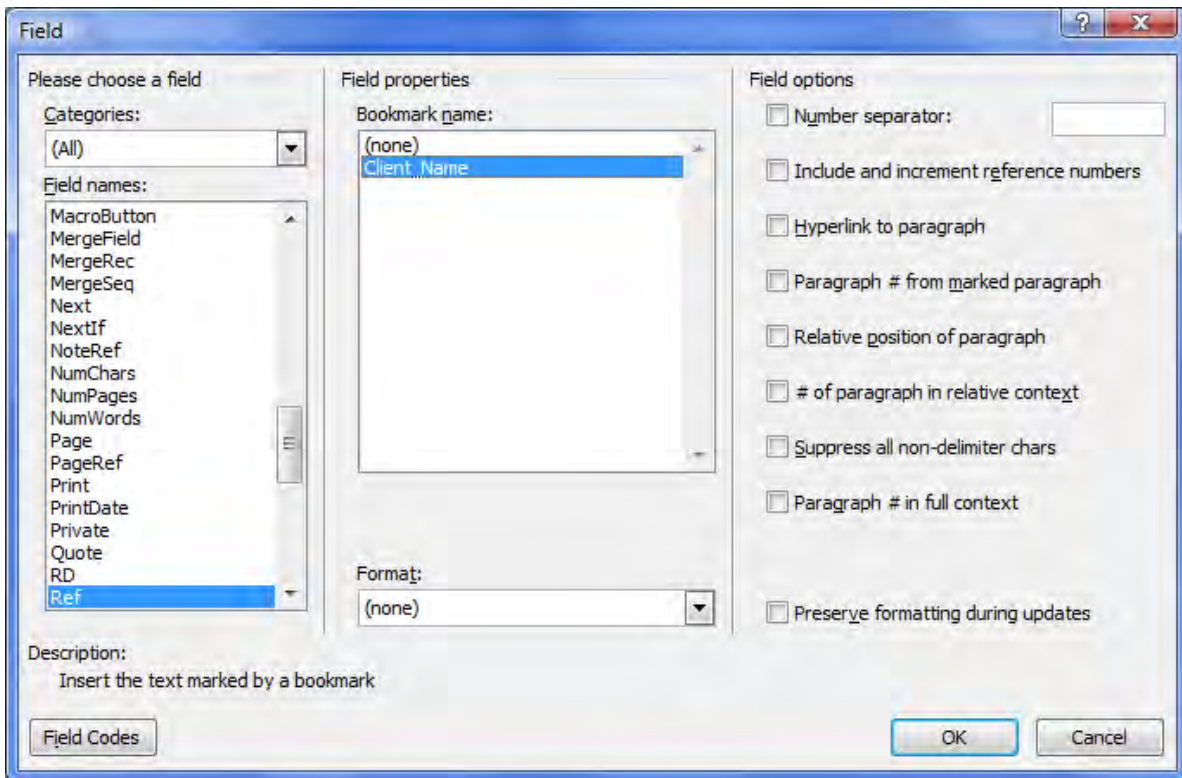 Field
Please choose a field
Categories:
(All)
Field names:
MacroButton
MergeField
MergeRec
MergeSeq
Next
NextIf
NoteRef
NumChars
NumPages
NumWords
Page
PageRef
Print
PrintDate
Private
Quote
RD
Ref
Field properties
Bookmark name:
(none)
Client_Name
Format:
(none)
Field options
Number separator:
Include and increment reference numbers
Hyperlink to paragraph
Paragraph # from marked paragraph
Relative position of paragraph
# of paragraph in relative context
Suppress all non-delimiter chars
Paragraph # in full context
Preserve formatting during updates
Description:
Insert the text marked by a bookmark
Field Codes
OK
Cancel